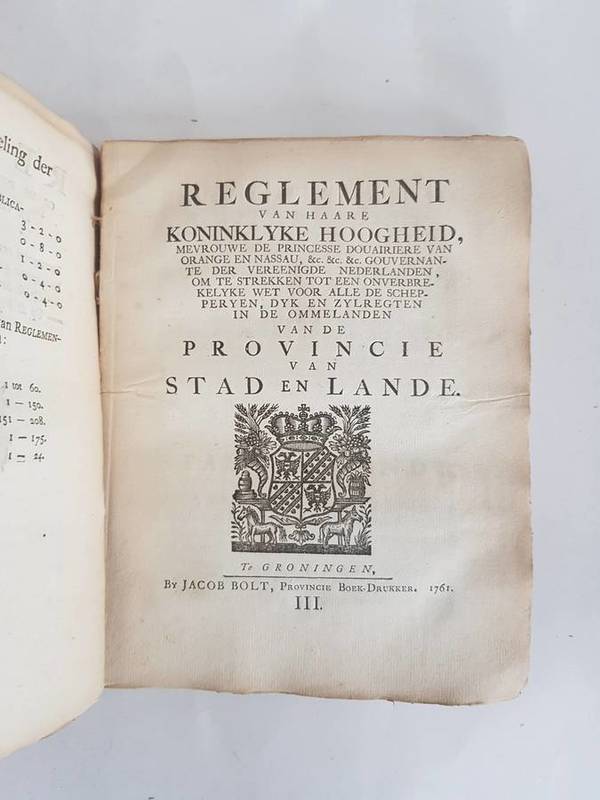 eling der
BLICA-
3-2-0
0-8-0
1-2-0
0-4-0
0-4-0
van REGLEMEN-
:
1 tot 60.
1 — 150.
151 — 208.
1 — 175.
1 — 24.
REGLEMENT
VAN HAARE
KONINKLYKE HOOGHEID,
MEVROUWE DE PRINCESSE DOUAIRIERE VAN
ORANGE EN NASSAU, &c. &c. &c. GOUVERNAN-
TE DER VEREENIGDE NEDERLANDEN,
OM TE STREKKEN TOT EEN ONVERBRE-
KELYKE WET VOOR ALLE DE SCHEP-
PERYEN, DYK EN ZYLREGTEN
IN DE OMMELANDEN
VAN DE
PROVINCIE
VAN
STAD EN LANDE.
Te GRONINGEN,
By JACOB BOLT, PROVINCIE BOEK-DRUKKER. 1761.
III.